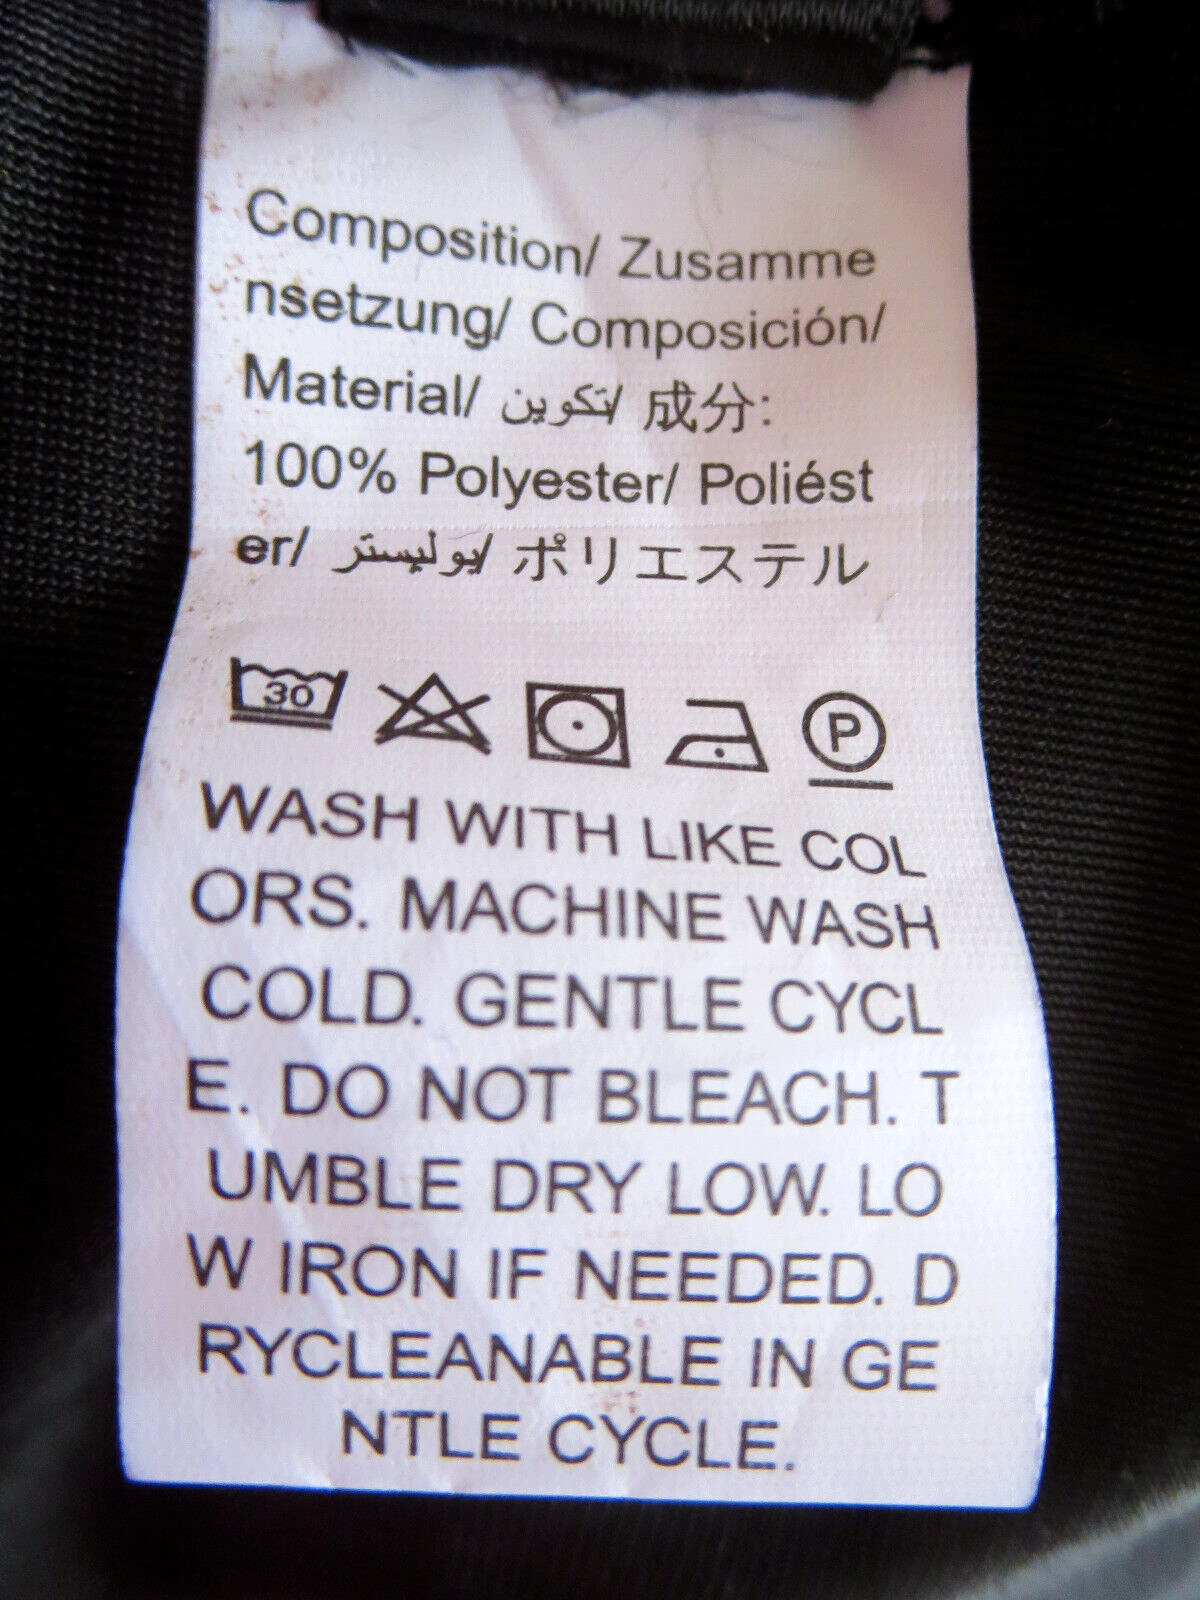 Composition/ Zusamme
nsetzung/ Composición/
Material/ تكوين/ 成分:
100% Polyester/ Poliést
er/ بوليستر/ ポリエステル
30 P
WASH WITH LIKE COL
ORS. MACHINE WASH
COLD. GENTLE CYCL
E. DO NOT BLEACH. T
UMBLE DRY LOW. LO
W IRON IF NEEDED. D
RYCLEANABLE IN GE
NTLE CYCLE.